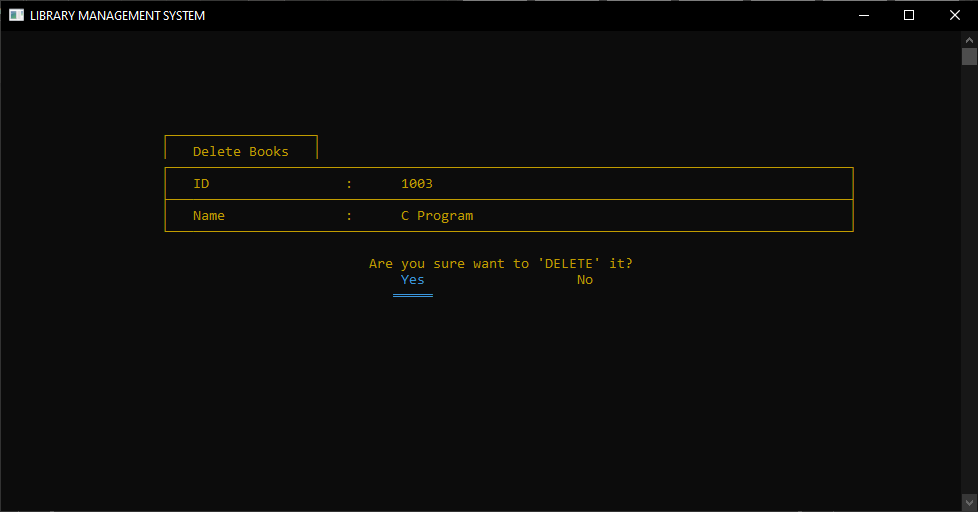 LIBRARY MANAGEMENT SYSTEM
Delete Books
ID : 1003
Name : C Program
Are you sure want to 'DELETE' it?
Yes No